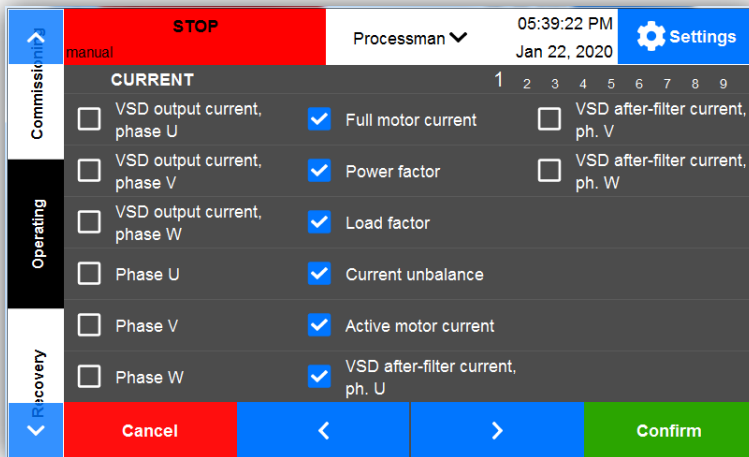 STOP
manual
Processman
05:39:22 PM
Jan 22, 2020
Settings
Commissioning
Operating
Recovery
CURRENT
1 2 3 4 5 6 7 8 9
VSD output current,
phase U
VSD output current,
phase V
VSD output current,
phase W
Phase U
Phase V
Phase W
Full motor current
Power factor
Load factor
Current unbalance
Active motor current
VSD after-filter current,
ph. U
VSD after-filter current,
ph. V
VSD after-filter current,
ph. W
Cancel
Confirm